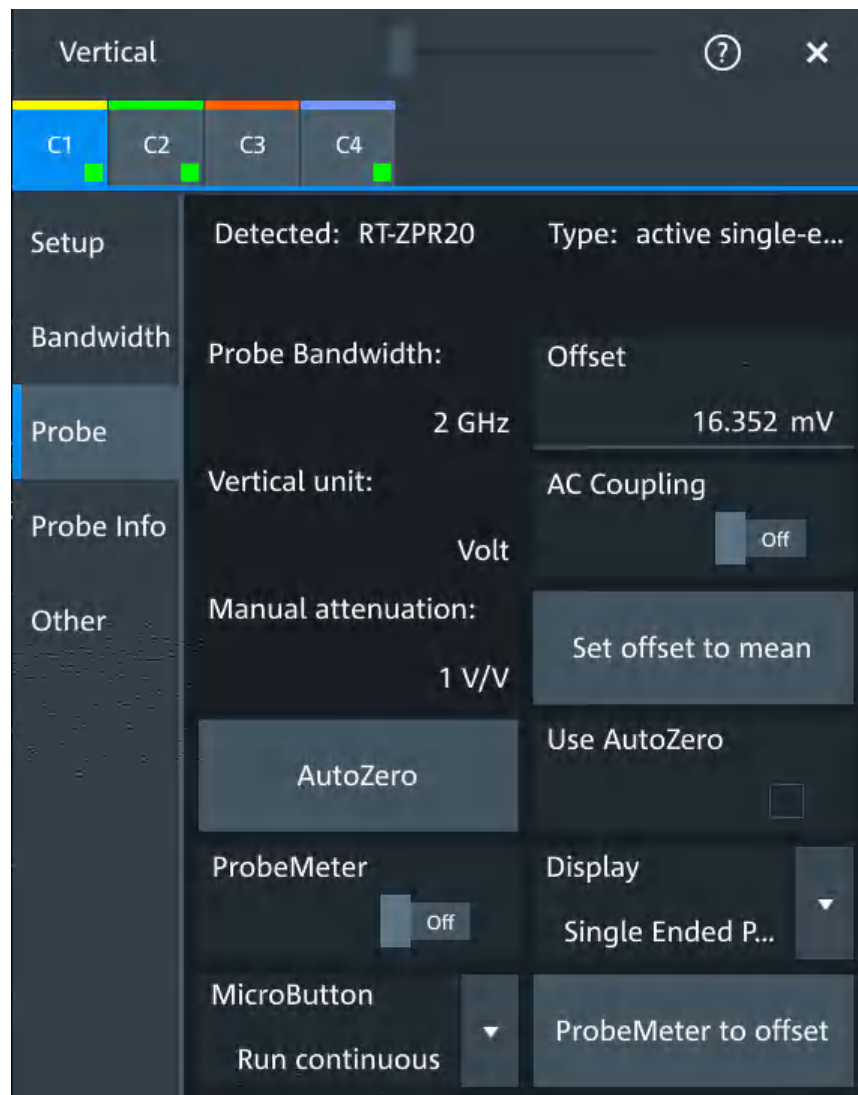 Vertical ? ×
C1 C2 C3 C4
Setup
Bandwidth
Probe
Probe Info
Other
Detected: RT-ZPR20 Type: active single-e...
Probe Bandwidth:
2 GHz
Offset
16.352 mV
Vertical unit:
Volt
AC Coupling
Off
Manual attenuation:
1 V/V
Set offset to mean
AutoZero
Use AutoZero
ProbeMeter
Off
Display
Single Ended P...
MicroButton
Run continuous
ProbeMeter to offset